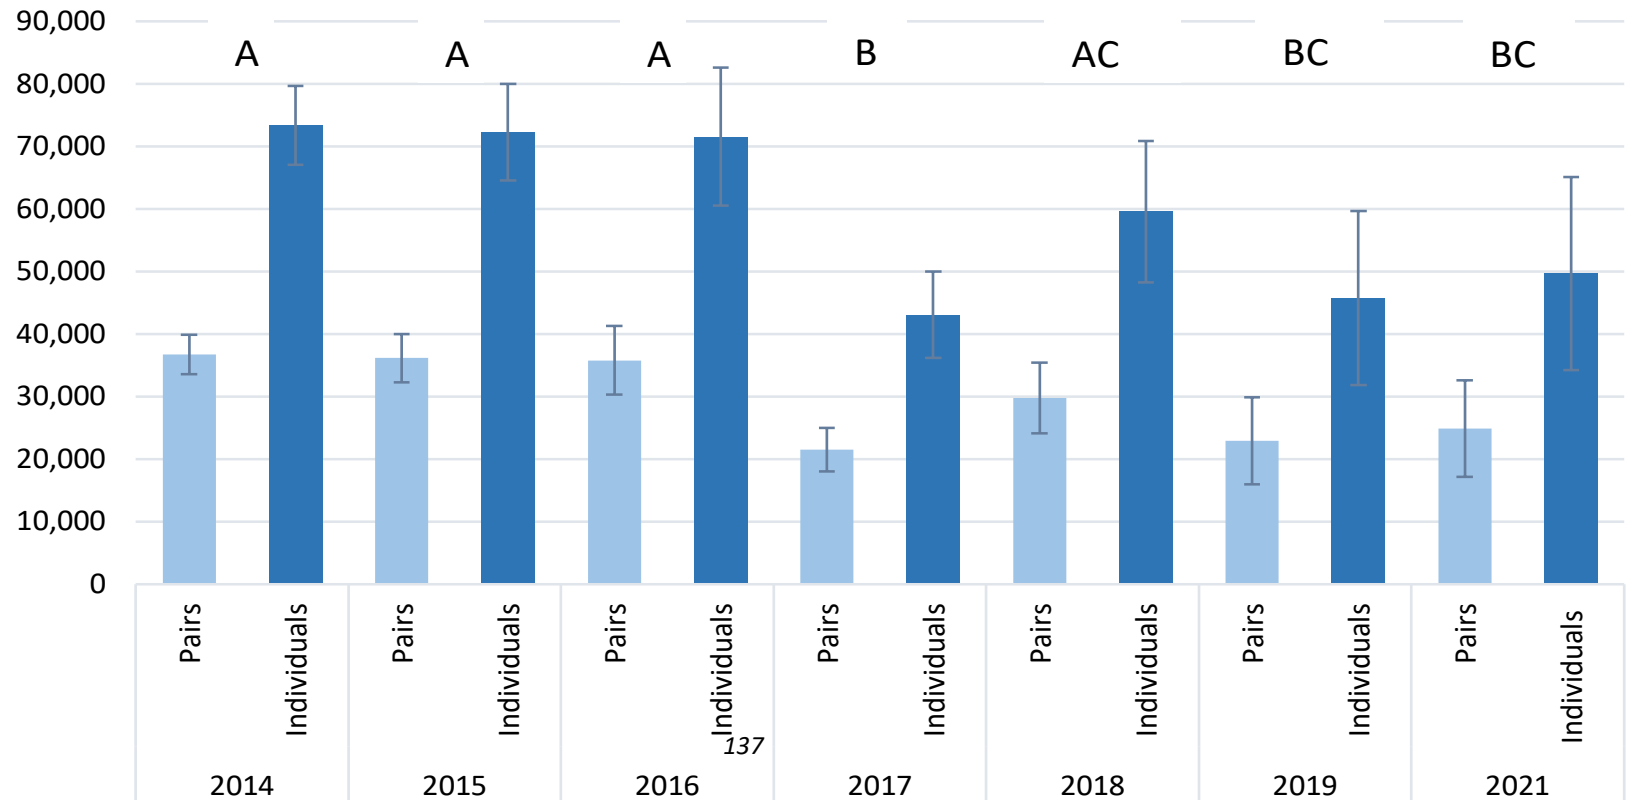 90,000
80,000
70,000
60,000
50,000
40,000
30,000
20,000
10,000
0
A
A
A
B
AC
BC
BC
Pairs
Individuals
Pairs
Individuals
Pairs
Individuals
Pairs
Individuals
Pairs
Individuals
Pairs
Individuals
Pairs
Individuals
137
2014
2015
2016
2017
2018
2019
2021